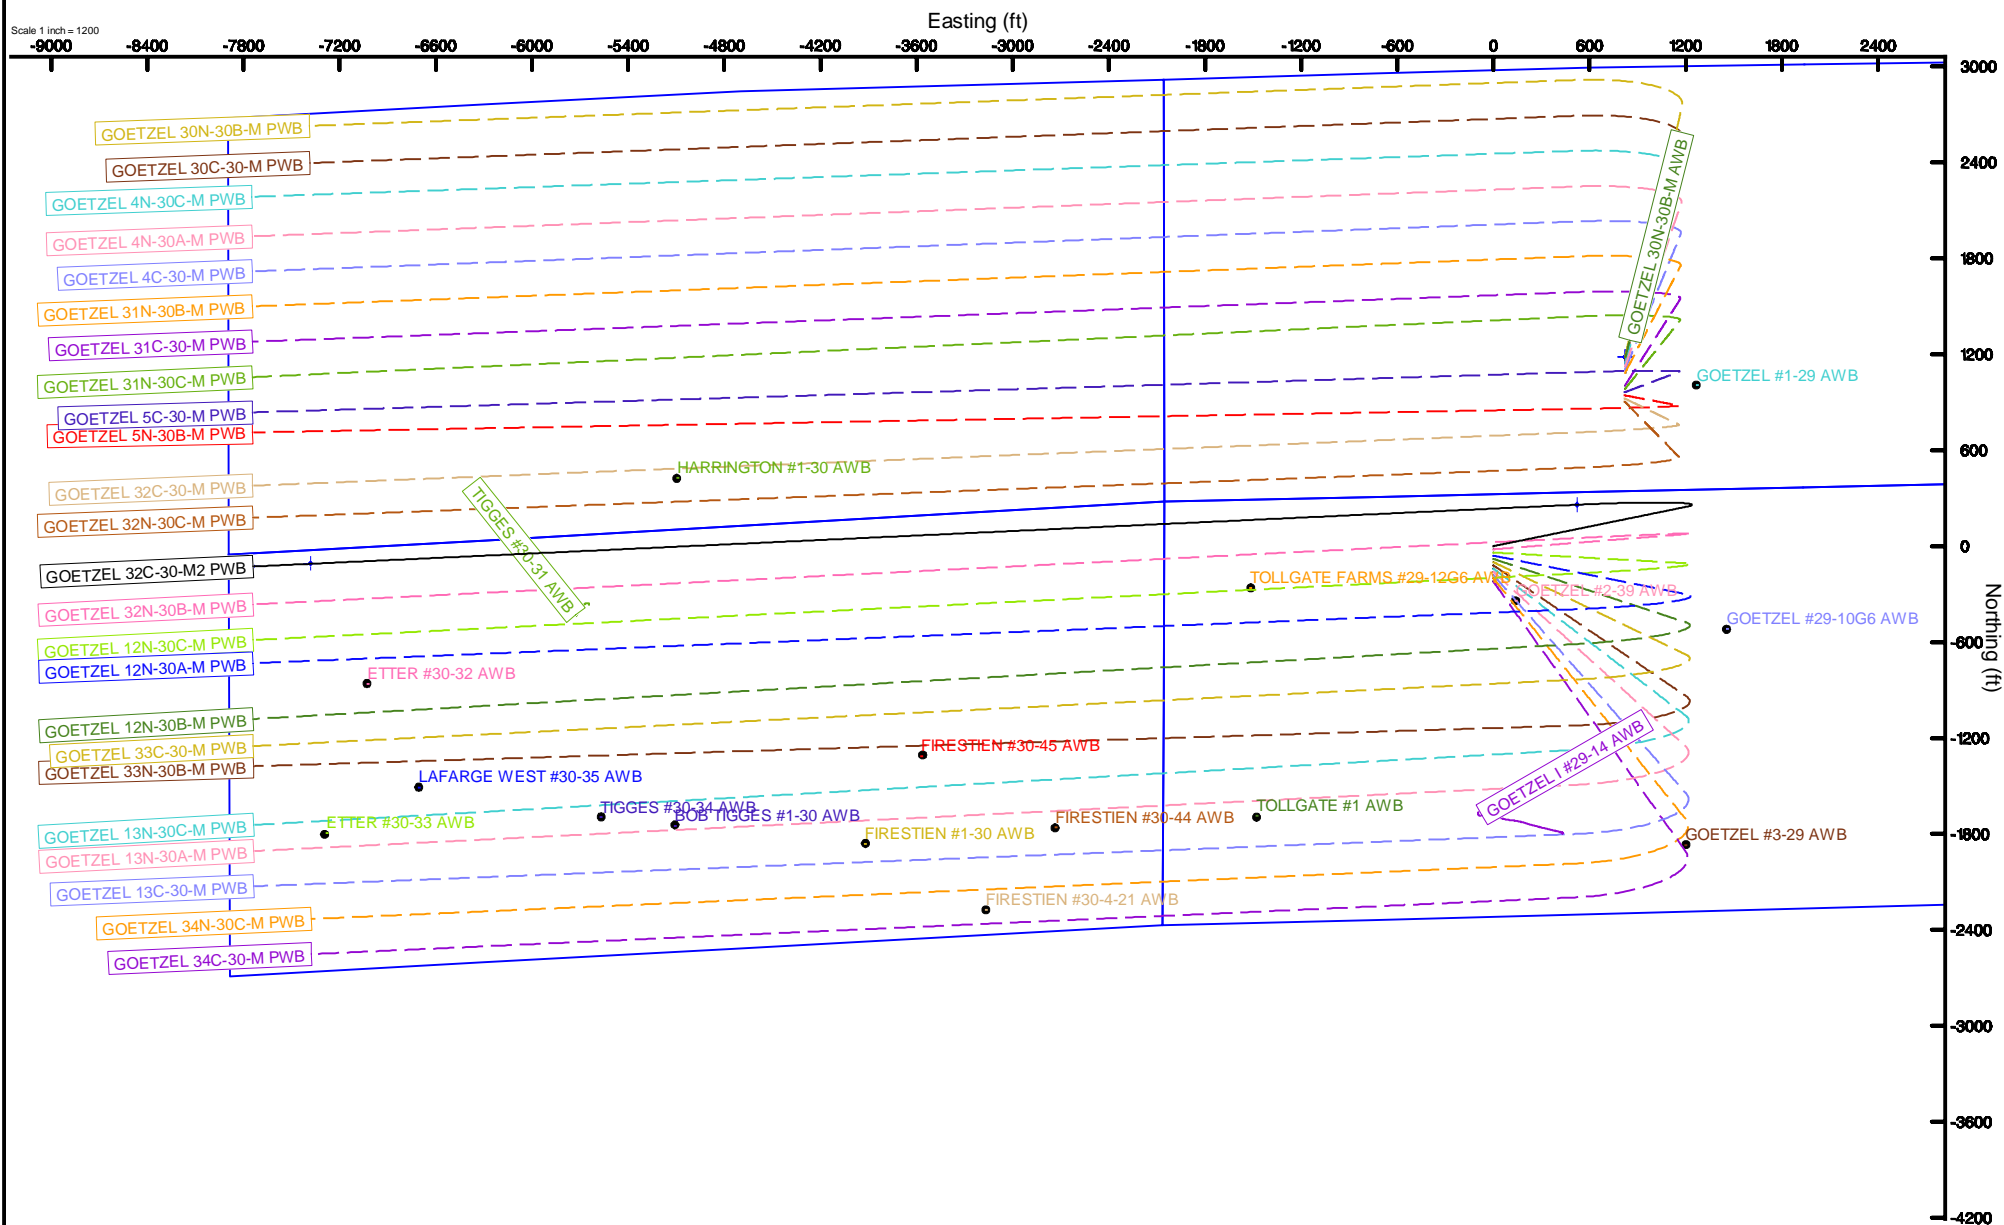 Easting (ft)
Scale 1 inch = 1200
-9000 -8400 -7800 -7200 -6600 -6000 -5400 -4800 -4200 -3600 -3000 -2400 -1800 -1200 -600 0 600 1200 1800 2400
3000
2400
1800
1200
600
0
-600
-1200
-1800
-2400
-3000
-3600
-4200
Northing (ft)
GOETZEL 30N-30B-M PWB
GOETZEL 30C-30-M PWB
GOETZEL 4N-30C-M PWB
GOETZEL 4N-30A-M PWB
GOETZEL 4C-30-M PWB
GOETZEL 31N-30B-M PWB
GOETZEL 31C-30-M PWB
GOETZEL 31N-30C-M PWB
GOETZEL 5C-30-M PWB
GOETZEL 5N-30B-M PWB
GOETZEL 32C-30-M PWB
GOETZEL 32N-30C-M PWB
GOETZEL 32C-30-M2 PWB
GOETZEL 32N-30B-M PWB
GOETZEL 12N-30C-M PWB
GOETZEL 12N-30A-M PWB
GOETZEL 12N-30B-M PWB
GOETZEL 33C-30-M PWB
GOETZEL 33N-30B-M PWB
GOETZEL 13N-30C-M PWB
GOETZEL 13N-30A-M PWB
GOETZEL 13C-30-M PWB
GOETZEL 34N-30C-M PWB
GOETZEL 34C-30-M PWB
GOETZEL 30N-30B-M AWB
GOETZEL #1-29 AWB
HARRINGTON #1-30 AWB
TIGGES #30-31 AWB
TOLLGATE FARMS #29-12G6 AWB
GOETZEL #2-39 AWB
GOETZEL #29-10G6 AWB
ETTER #30-32 AWB
FIRESTIEN #30-45 AWB
GOETZEL I #29-14 AWB
LAFARGE WEST #30-35 AWB
TIGGES #30-34 AWB
BOB TIGGES #1-30 AWB
ETTER #30-33 AWB
FIRESTIEN #1-30 AWB
FIRESTIEN #30-44 AWB
TOLLGATE #1 AWB
GOETZEL #3-29 AWB
FIRESTIEN #30-4-21 AWB